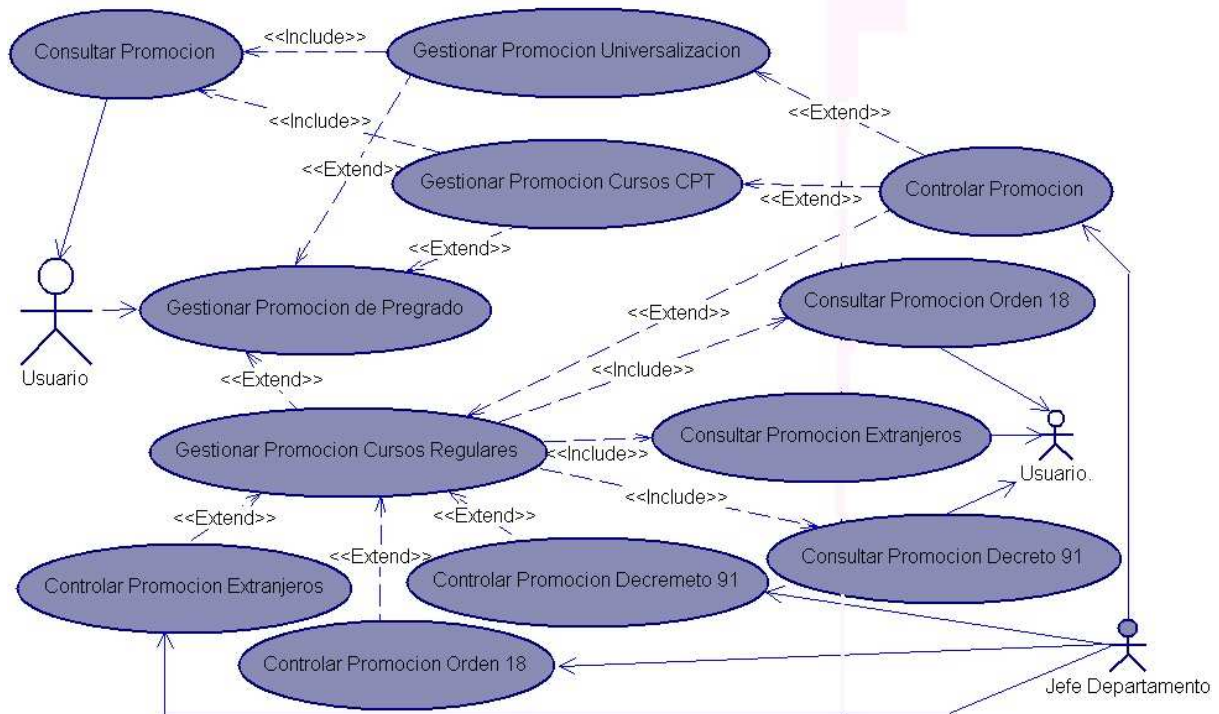 Consultar Promocion
<<Include>>
Gestionar Promocion Universalizacion
<<Include>>
<<Extend>>
<<Extend>>
Gestionar Promocion Cursos CPT
<<Extend>>
Controlar Promocion
<<Extend>>
Gestionar Promocion de Pregrado
Consultar Promocion Orden 18
<<Extend>>
<<Include>>
Usuario
<<Extend>>
Gestionar Promocion Cursos Regulares
Consultar Promocion Extranjeros
<<Include>>
Usuario.
<<Include>>
<<Extend>>
<<Extend>>
<<Extend>>
Consultar Promocion Decreto 91
Controlar Promocion Extranjeros
Controlar Promocion Decremeto 91
Controlar Promocion Orden 18
Jefe Departamento